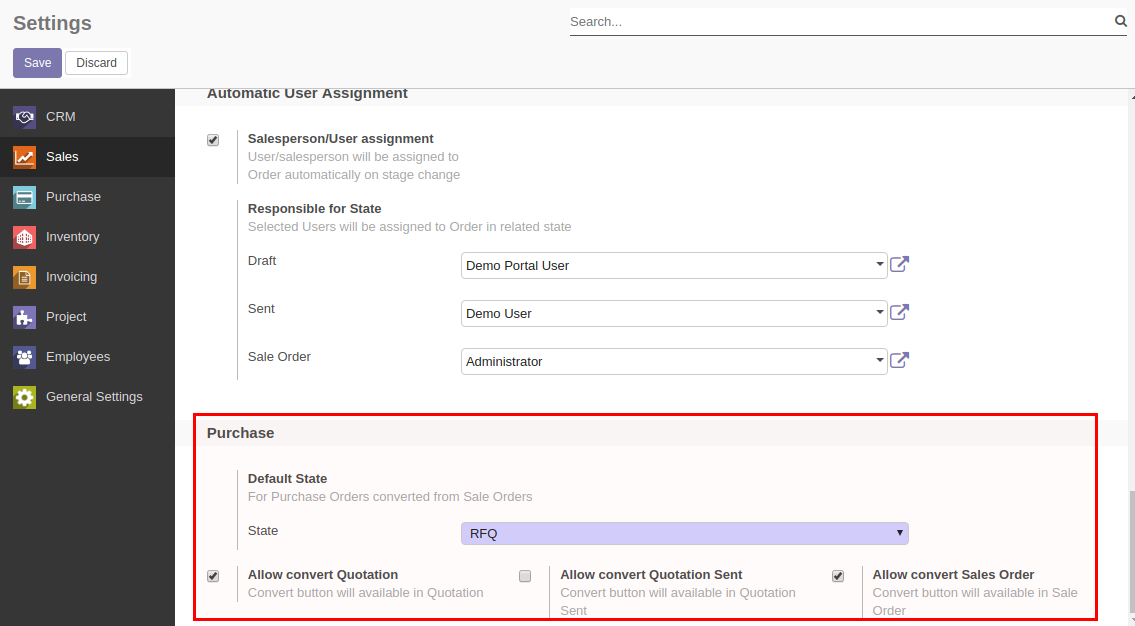 Settings
Search...
Save
Discard
CRM
Sales
Purchase
Inventory
Invoicing
Project
Employees
General Settings
Automatic User Assignment
Salesperson/User assignment
User/salesperson will be assigned to
Order automatically on stage change
Responsible for State
Selected Users will be assigned to Order in related state
Draft
Demo Portal User
Sent
Demo User
Sale Order
Administrator
Purchase
Default State
For Purchase Orders converted from Sale Orders
State
RFQ
Allow convert Quotation
Convert button will available in Quotation
Allow convert Quotation Sent
Convert button will available in Quotation
Sent
Allow convert Sales Order
Convert button will available in Sale
Order